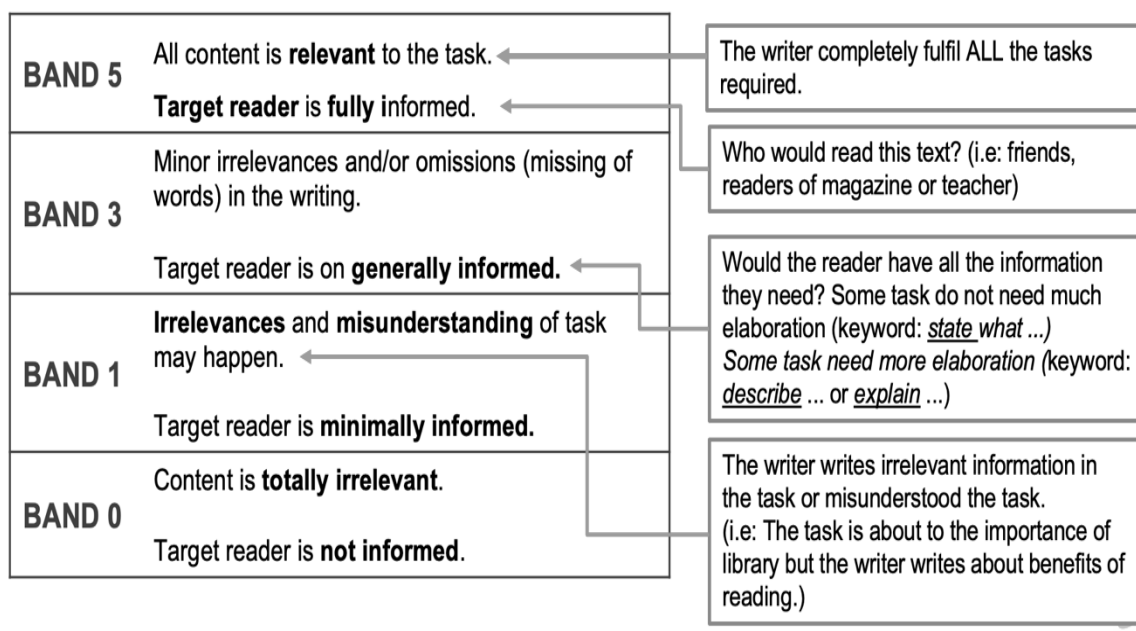 BAND 5
All content is relevant to the task.
Target reader is fully informed.
BAND 3
Minor irrelevances and/or omissions (missing of
words) in the writing.
Target reader is on generally informed.
BAND 1
Irrelevances and misunderstanding of task
may happen.
Target reader is minimally informed.
BAND 0
Content is totally irrelevant.
Target reader is not informed.
The writer completely fulfil ALL the tasks
required.
Who would read this text? (i.e: friends,
readers of magazine or teacher)
Would the reader have all the information
they need? Some task do not need much
elaboration (keyword: state what ...)
Some task need more elaboration (keyword:
describe ... or explain ...)
The writer writes irrelevant information in
the task or misunderstood the task.
(i.e: The task is about to the importance of
library but the writer writes about benefits of
reading.)